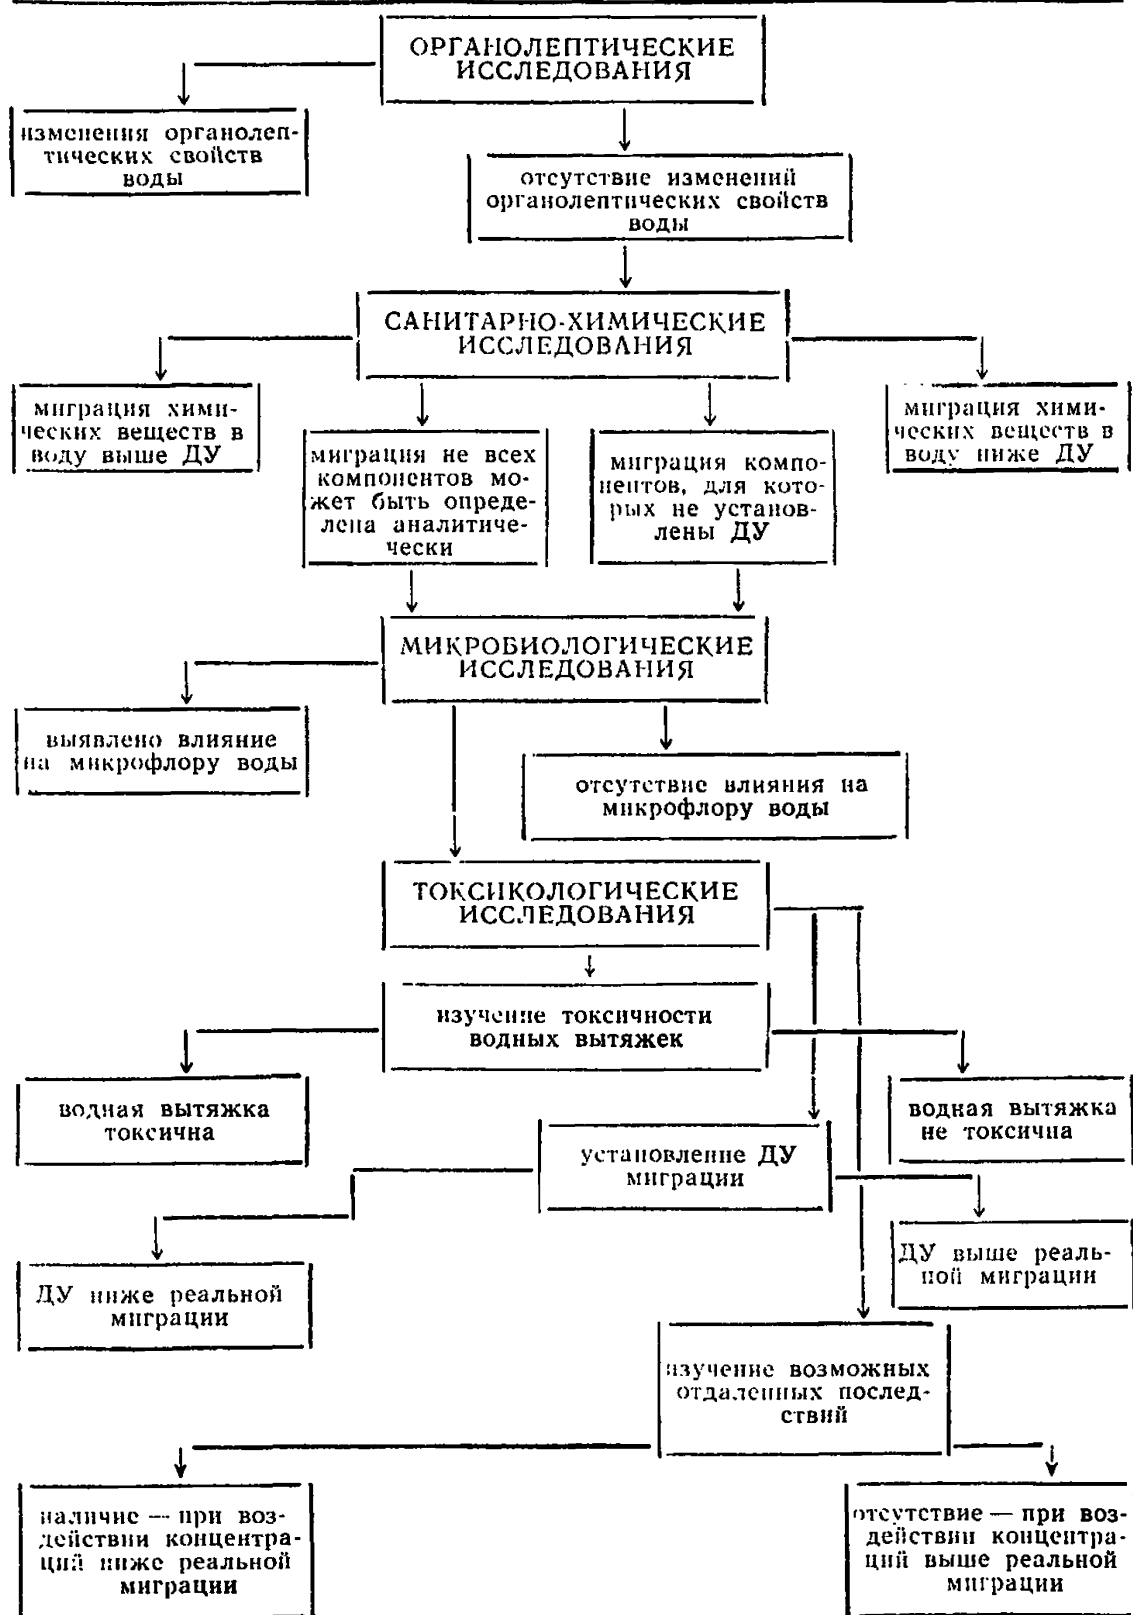 ОРГАНОЛЕПТИЧЕСКИЕ
ИССЛЕДОВАНИЯ
изменения органолеп-
тических свойств
воды
отсутствие изменений
органолептических свойств
воды
САНИТАРНО-ХИМИЧЕСКИЕ
ИССЛЕДОВАНИЯ
миграция хими-
ческих веществ в
воду выше ДУ
миграция не всех
компонентов мо-
жет быть опреде-
лена аналитиче-
чески
миграция компо-
нентов, для кото-
рых не установ-
лены ДУ
миграция хими-
ческих веществ в
воду ниже ДУ
МИКРОБИОЛОГИЧЕСКИЕ
ИССЛЕДОВАНИЯ
выявлено влияние
на микрофлору воды
отсутствие влияния на
микрофлору воды
ТОКСИКОЛОГИЧЕСКИЕ
ИССЛЕДОВАНИЯ
изучение токсичности
водных вытяжек
водная вытяжка
токсична
водная вытяжка
не токсична
установление ДУ
миграции
ДУ ниже реальной
миграции
ДУ выше реаль-
ной миграции
изучение возможных
отдаленных послед-
ствий
наличие — при воз-
действии концентра-
ций ниже реальной
миграции
отсутствие — при воз-
действии концентра-
ций выше реальной
миграции